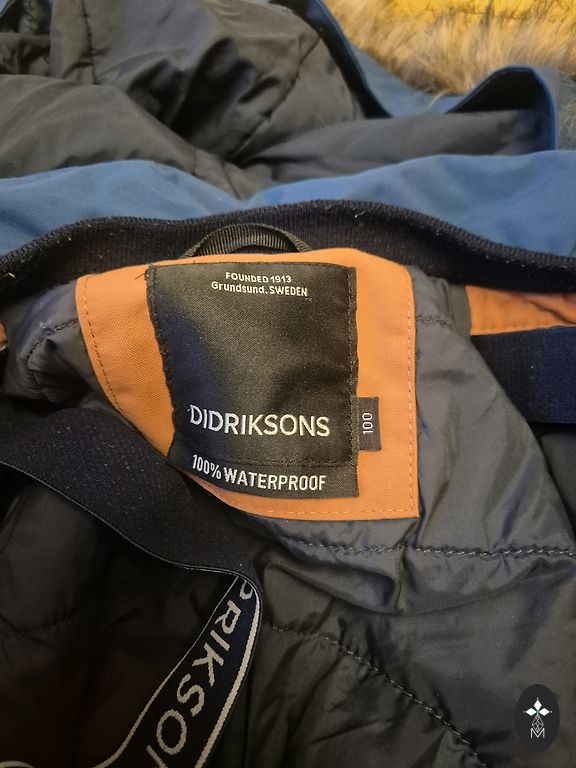 FOUNDED 1913
Grundsund. SWEDEN
DIDRIKSONS
100
100% WATERPROOF
RIKSON